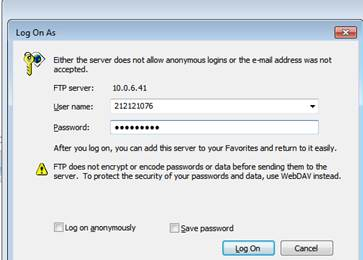 Log On As
Either the server does not allow anonymous logins or the e-mail address was not
accepted.
FTP server: 10.0.6.41
User name: 212121076
Password: •••••••••
After you log on, you can add this server to your Favorites and return to it easily.
FTP does not encrypt or encode passwords or data before sending them to the
server. To protect the security of your passwords and data, use WebDAV instead.
Log on anonymously Save password
Log On Cancel